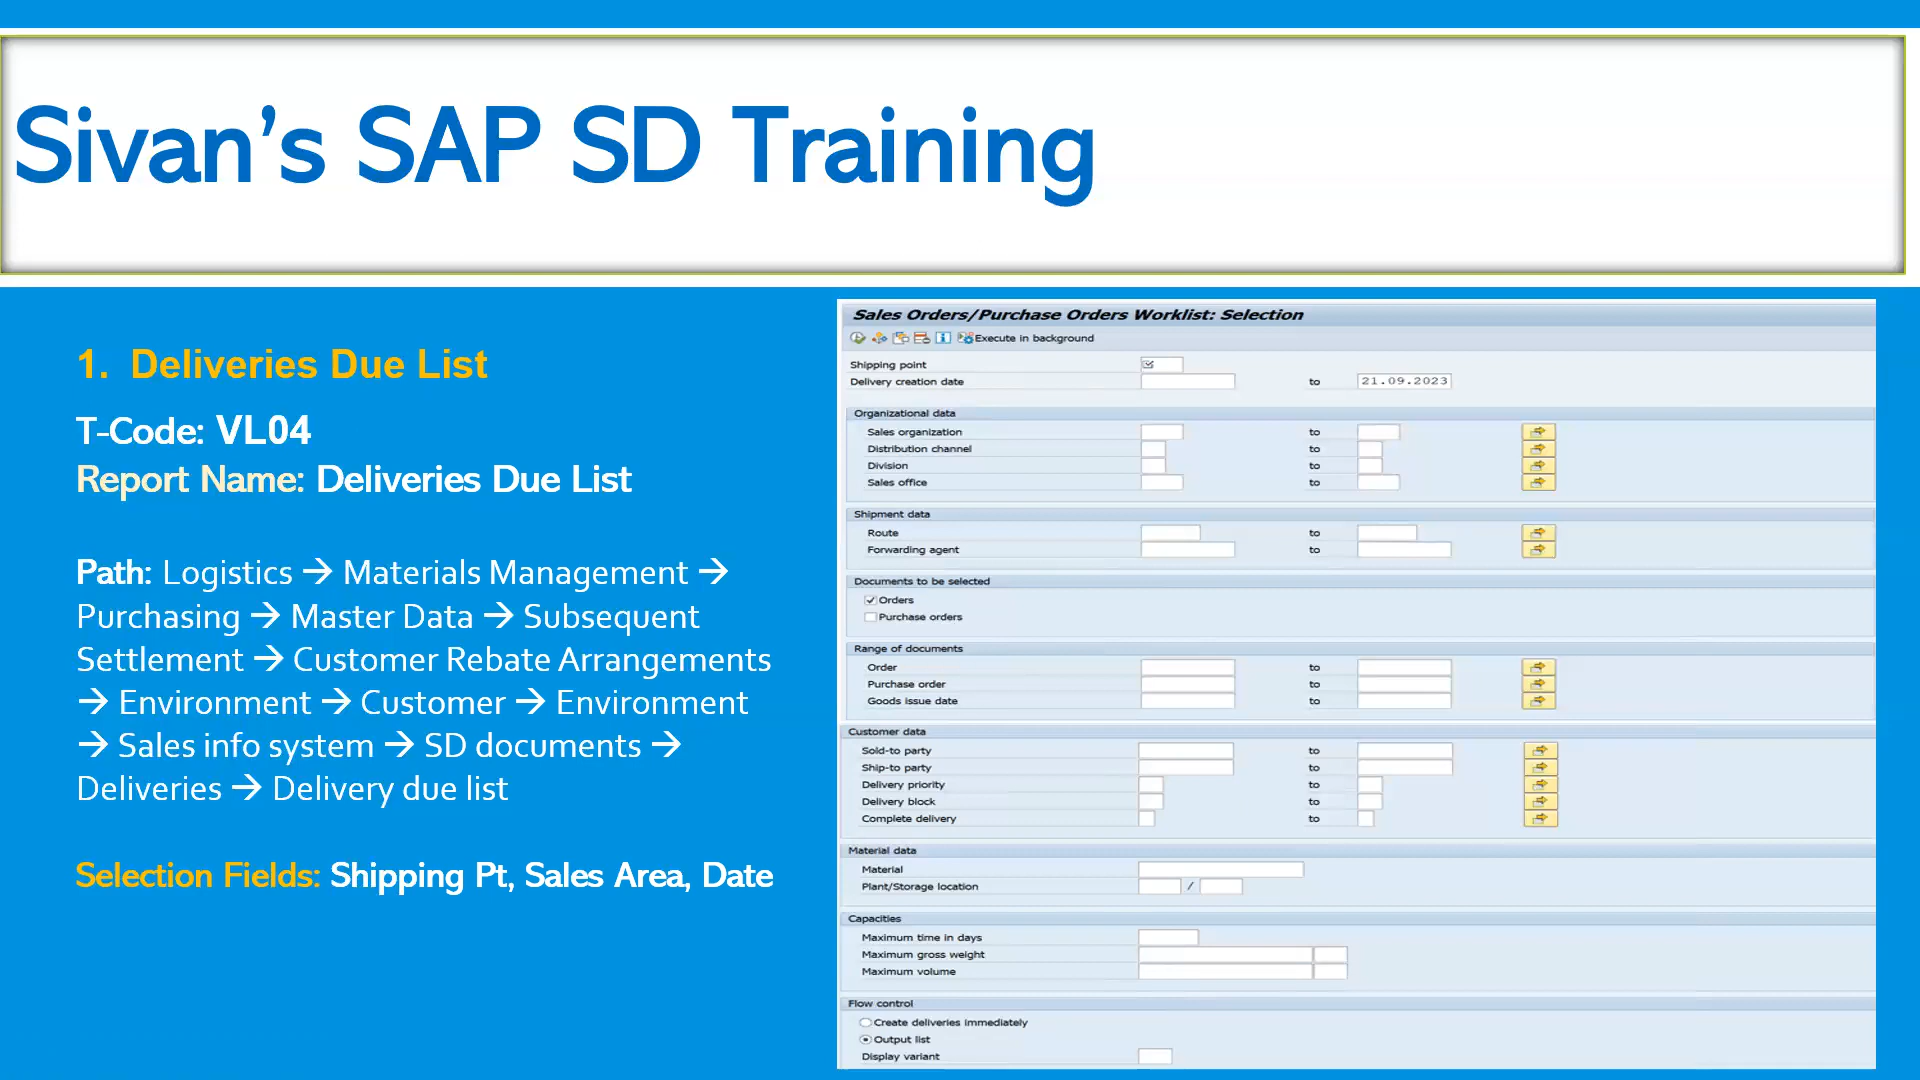 Sivan’s SAP SD Training
1. Deliveries Due List
T-Code: VL04
Report Name: Deliveries Due List
Path: Logistics → Materials Management →
Purchasing → Master Data → Subsequent
Settlement → Customer Rebate Arrangements
→ Environment → Customer → Environment
→ Sales info system → SD documents →
Deliveries → Delivery due list
Selection Fields: Shipping Pt, Sales Area, Date
Sales Orders/Purchase Orders Worklist: Selection
Execute in background
Shipping point
Delivery creation date to 21.09.2023
Organizational data
Sales organization to
Distribution channel to
Division to
Sales office to
Shipment data
Route to
Forwarding agent to
Documents to be selected
Orders
Purchase orders
Range of documents
Order to
Purchase order to
Goods issue date to
Customer data
Sold-to party to
Ship-to party to
Delivery priority to
Delivery block to
Complete delivery to
Material data
Material
Plant/Storage location /
Capacities
Maximum time in days
Maximum gross weight
Maximum volume
Flow control
Create deliveries immediately
Output list
Display variant